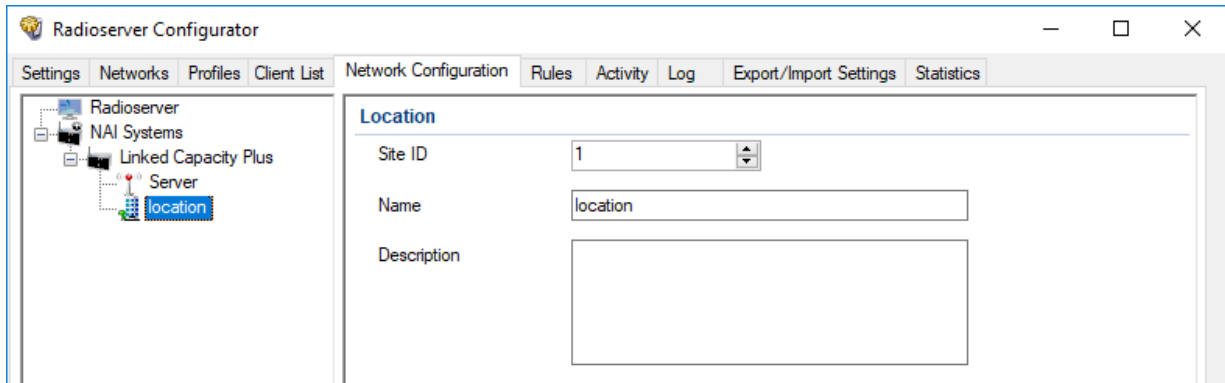 Radioserver Configurator
Settings Networks Profiles Client List Network Configuration Rules Activity Log Export/Import Settings Statistics
Radioserver
NAI Systems
Linked Capacity Plus
Server
location
Location
Site ID 1
Name location
Description